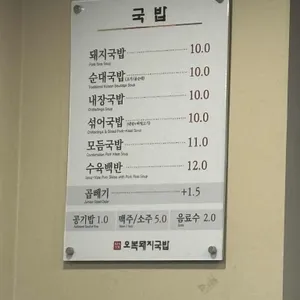 국밥
돼지국밥 10.0
순대국밥 10.0
내장국밥 10.0
섞어국밥 10.0
모듬국밥 11.0
수육백반 12.0
곱빼기 +1.5
공기밥 1.0 맥주/소주 5.0 음료수 2.0
오복돼지국밥